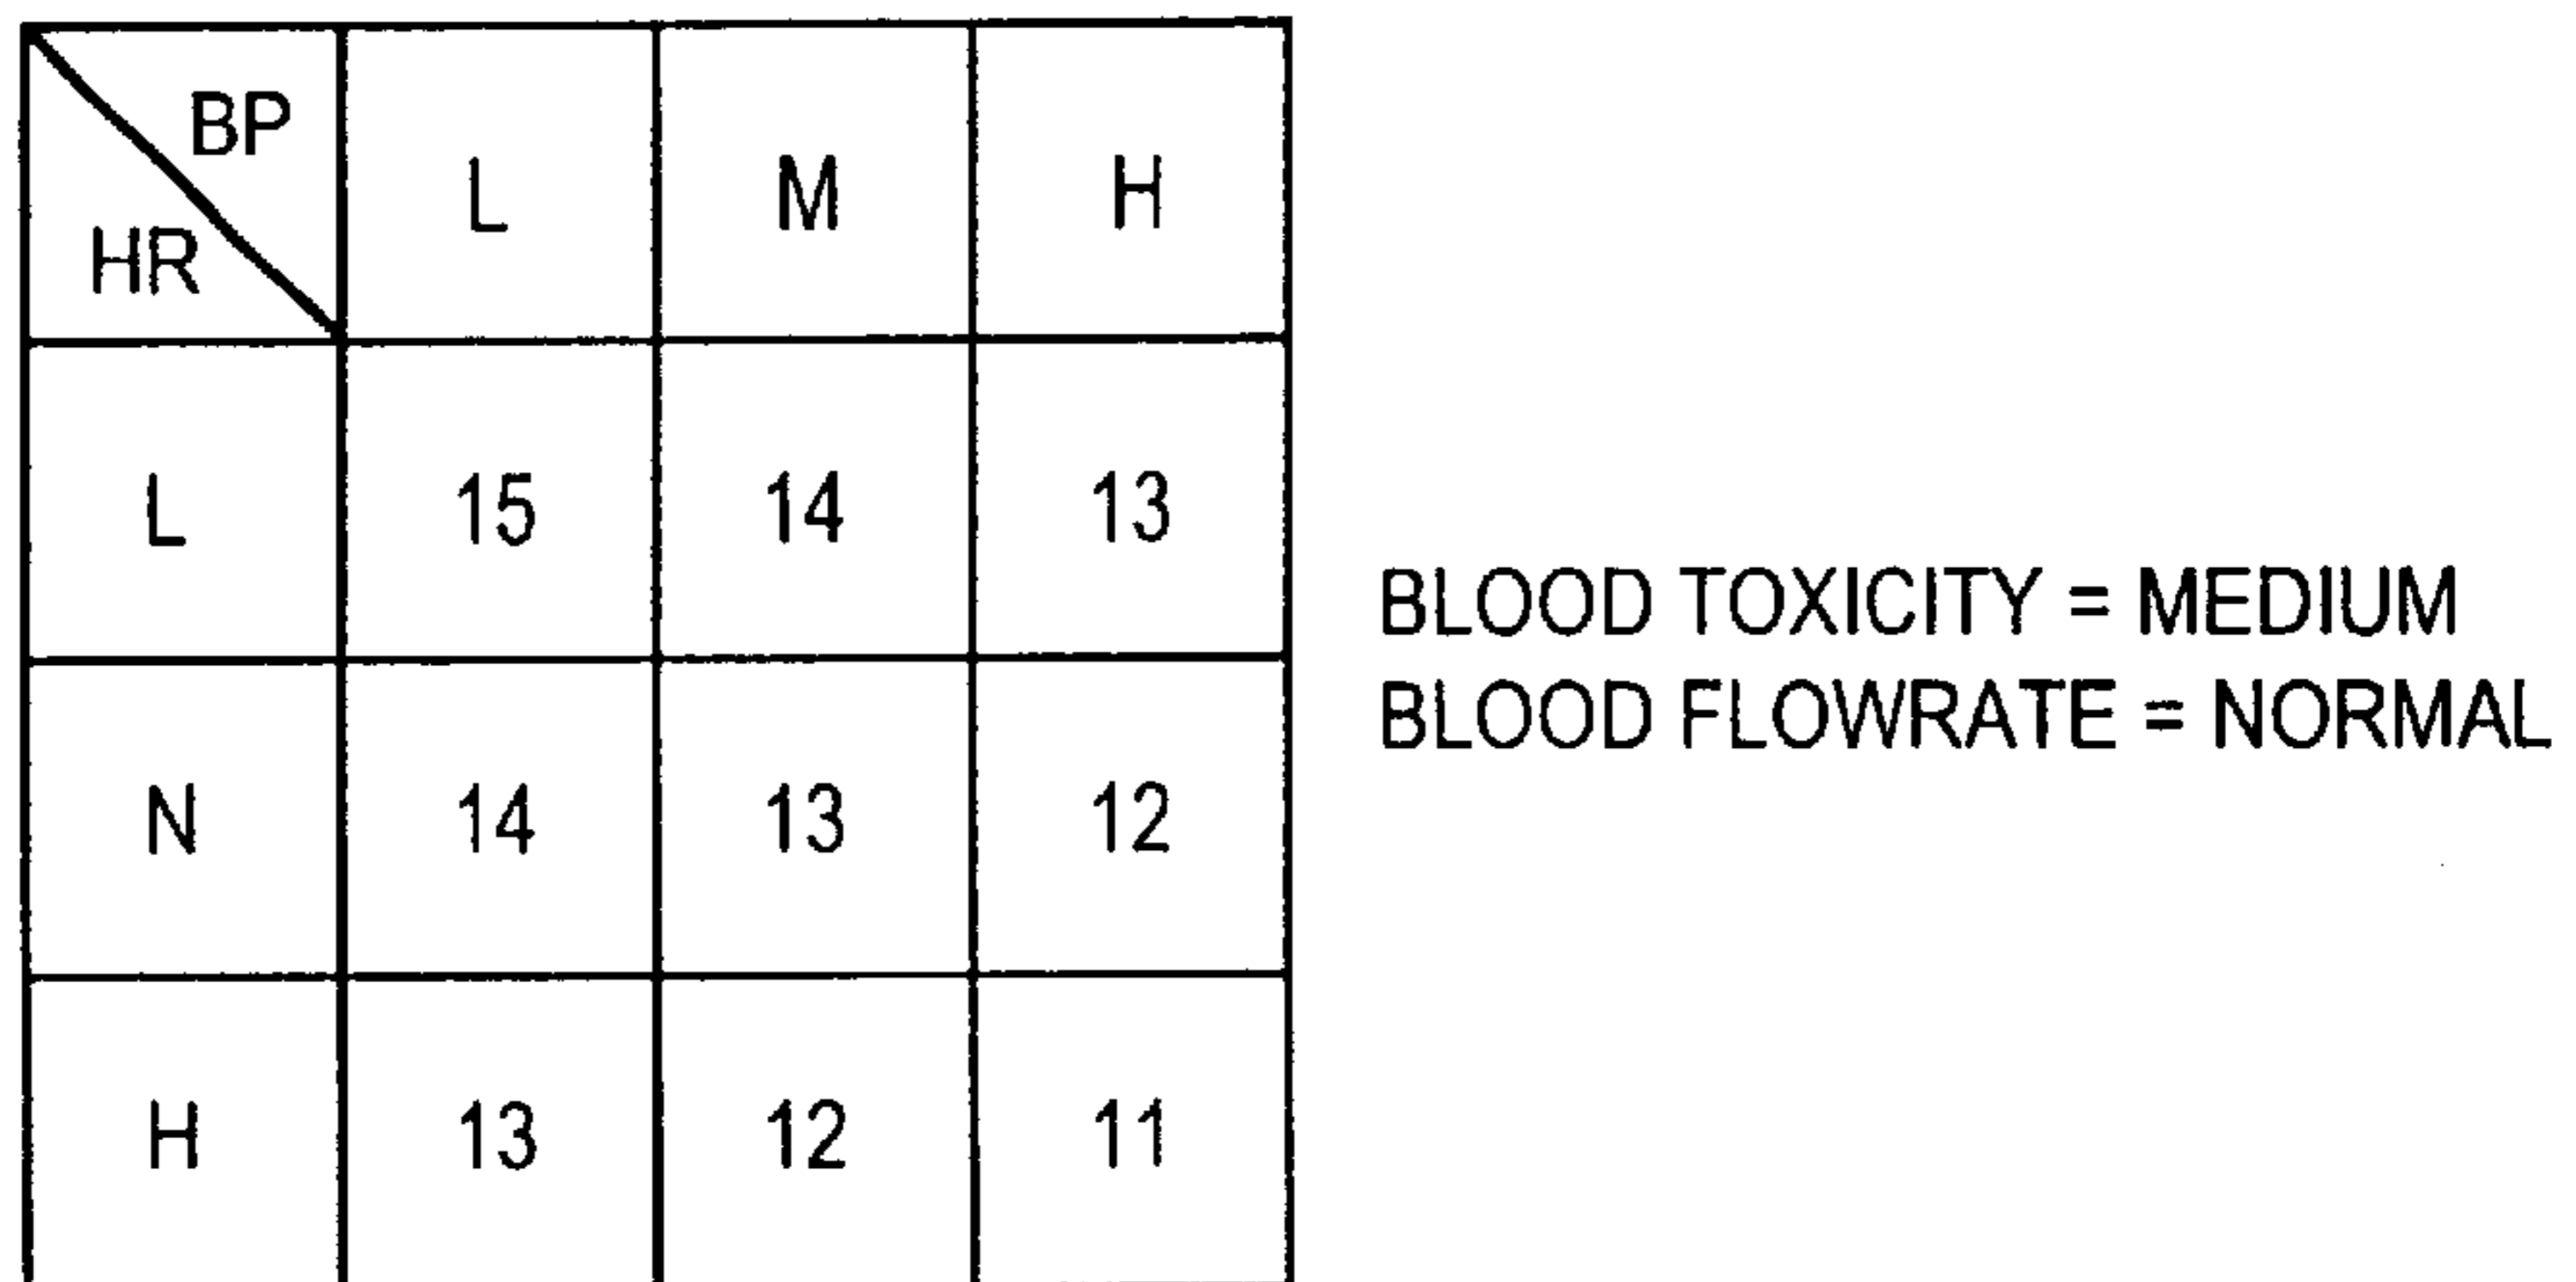 BP
HR
L M H
L 15 14 13
BLOOD TOXICITY = MEDIUM
BLOOD FLOWRATE = NORMAL
N 14 13 12
H 13 12 11